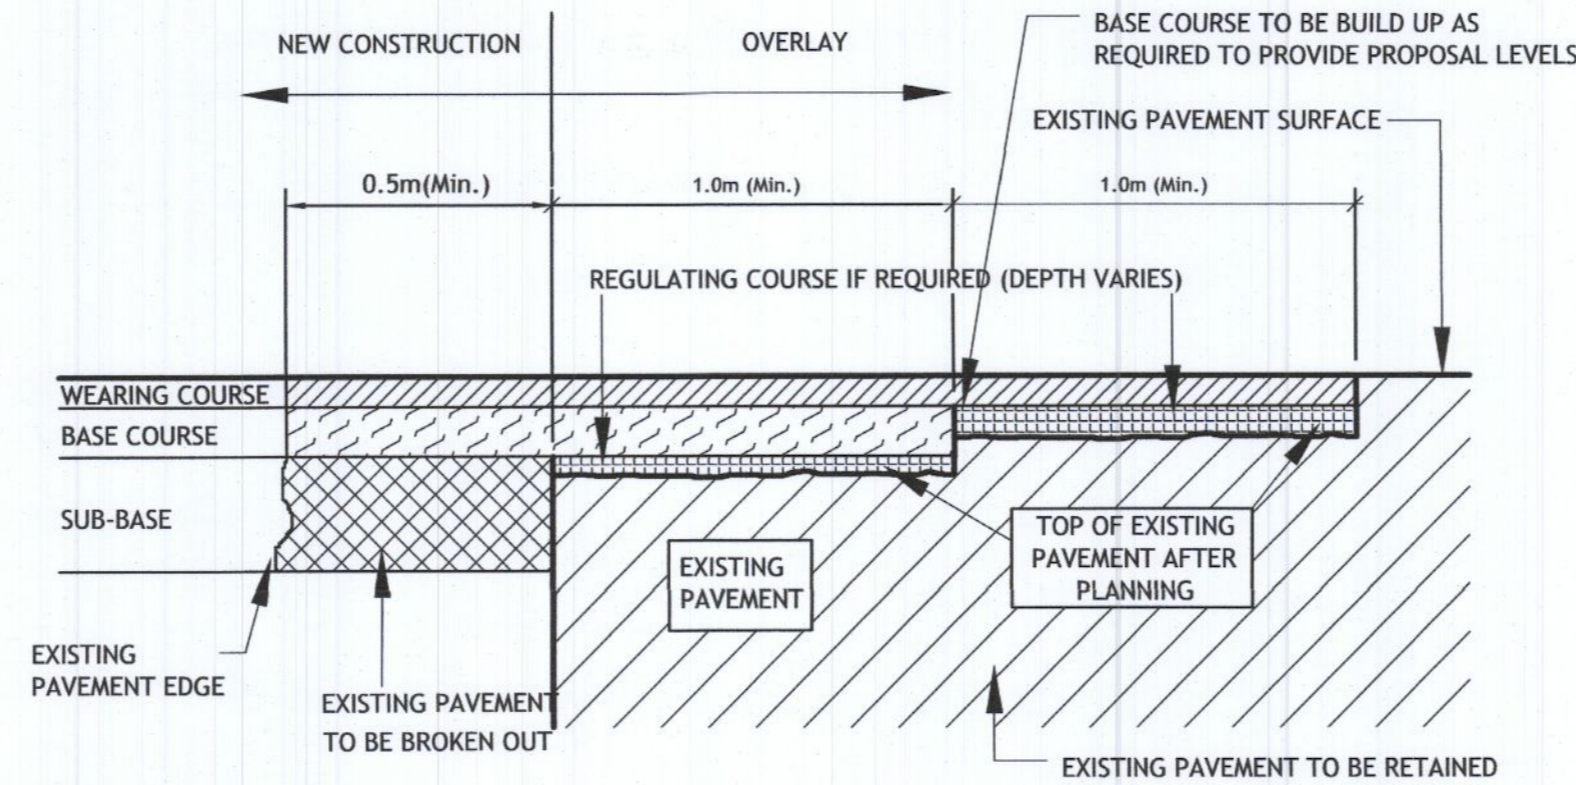 NEW CONSTRUCTION
OVERLAY
BASE COURSE TO BE BUILD UP AS
REQUIRED TO PROVIDE PROPOSAL LEVELS
EXISTING PAVEMENT SURFACE
0.5m(Min.)
1.0m (Min.)
1.0m (Min.)
REGULATING COURSE IF REQUIRED (DEPTH VARIES)
WEARING COURSE
BASE COURSE
SUB-BASE
TOP OF EXISTING
PAVEMENT AFTER
PLANNING
EXISTING
PAVEMENT
EXISTING
PAVEMENT EDGE
EXISTING PAVEMENT
TO BE BROKEN OUT
EXISTING PAVEMENT TO BE RETAINED